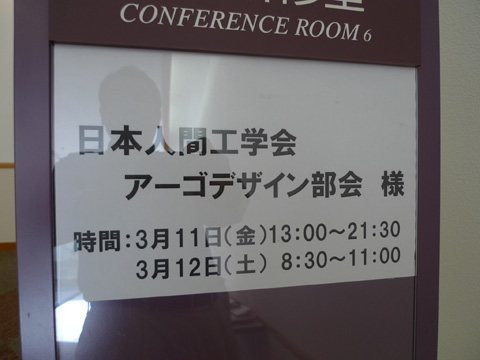 CONFERENCE ROOM 6
日本人間工学会
アーゴデザイン部会 様
時間:3月11日(金)13:00~21:30
3月12日(土) 8:30~11:00